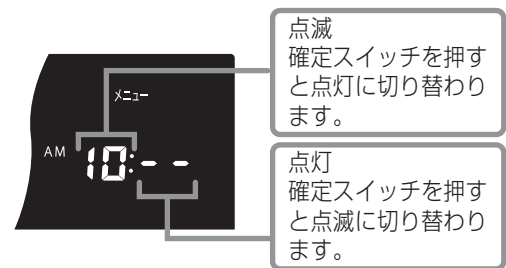 点滅
確定スイッチを押す
と点灯に切り替わり
ます。
メニュー
AM 10:--
点灯
確定スイッチを押す
と点滅に切り替わり
ます。